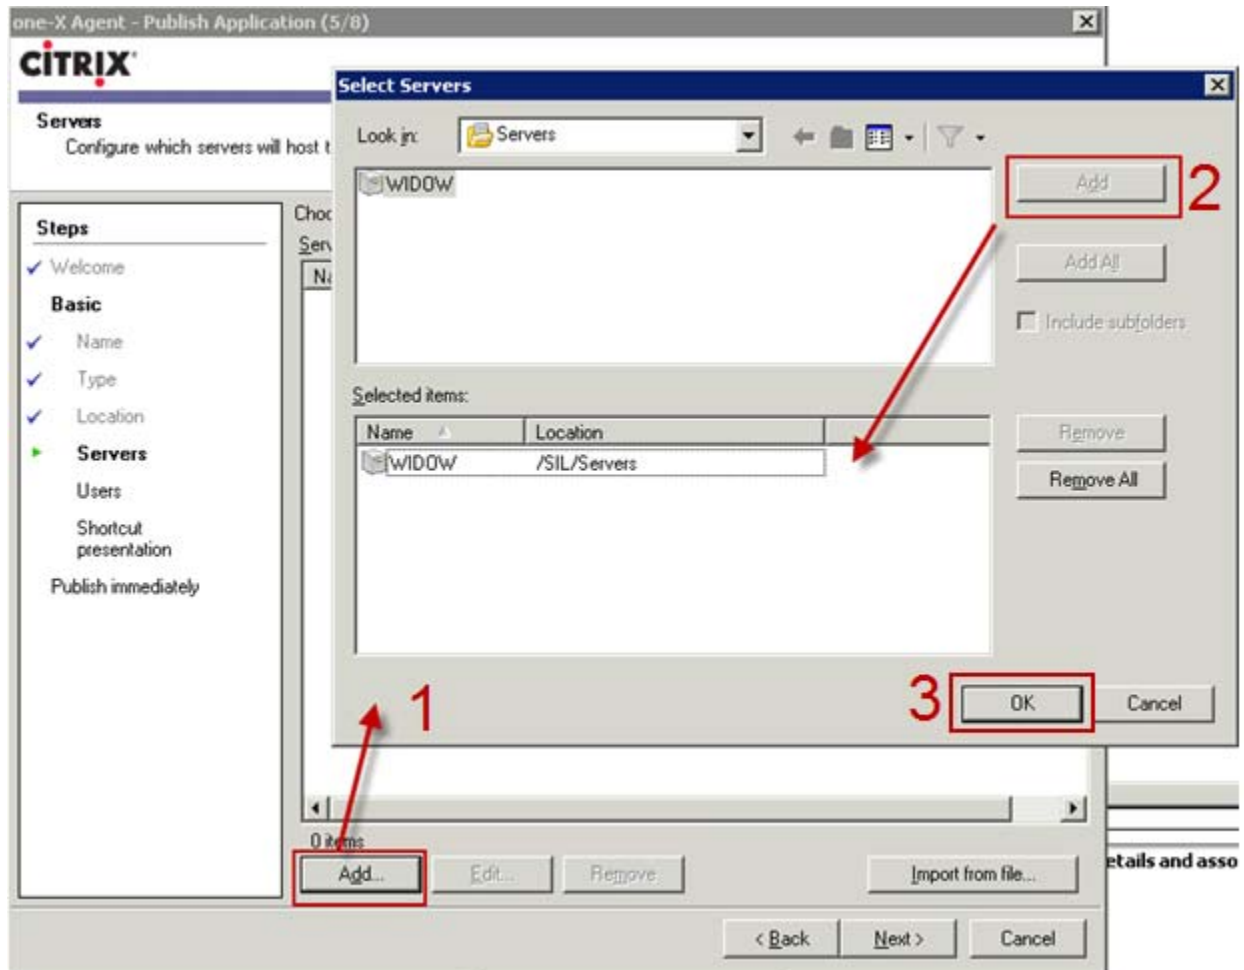 one-X Agent - Publish Application (5/8)
CITRIX
Servers
Configure which servers will host t
Steps
Welcome
Basic
Name
Type
Location
Servers
Users
Shortcut
presentation
Publish immediately
Choo
Serv
Na
0 items
Add...
Edit...
Remove
Import from file...
< Back
Next >
Cancel
Select Servers
Look in:
Servers
WIDOW
Add
2
Add All
Include subfolders
Selected items:
Name
Location
WIDOW
/SIL/Servers
Remove
Remove All
1
3
OK
Cancel
etails and asso